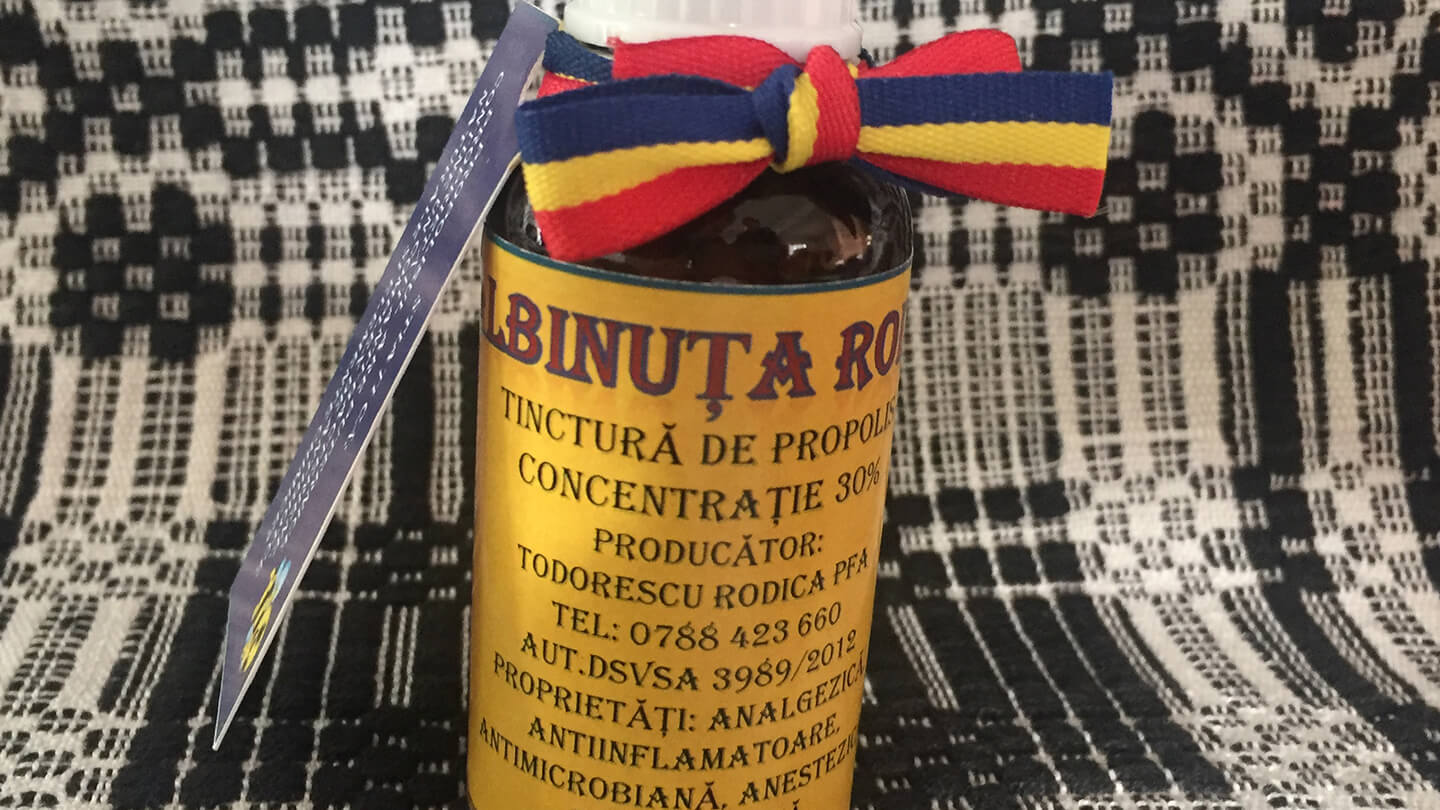 LBINUȚA RO
TINCTURĂ DE PROPOLIS
CONCENTRAȚIE 30%
PRODUCĂTOR:
TODORESCU RODICA PFA
TEL: 0788 423 660
AUT.DSVSA 3989/2012
PROPRIETĂȚI: ANALGEZICĂ,
ANTIINFLAMATOARE,
ANTIMICROBIANĂ, ANESTEZIC